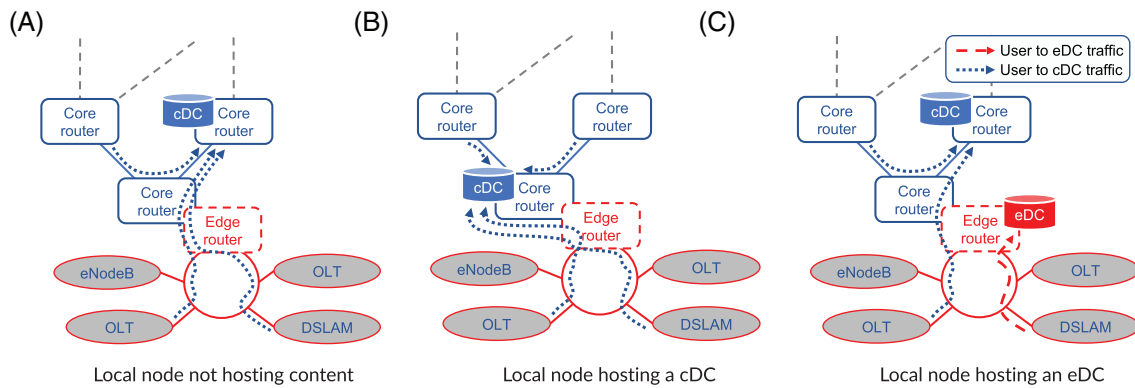 (A)
(B)
(C)
User to eDC traffic
User to cDC traffic
Core
router
cDC
Core
router
Core
router
Edge
router
eNodeB
OLT
OLT
DSLAM
Local node not hosting content
Core
router
Core
router
cDC
Core
router
Edge
router
eNodeB
OLT
OLT
DSLAM
Local node hosting a cDC
Core
router
cDC
Core
router
Core
router
Edge
router
eDC
eNodeB
OLT
OLT
DSLAM
Local node hosting an eDC